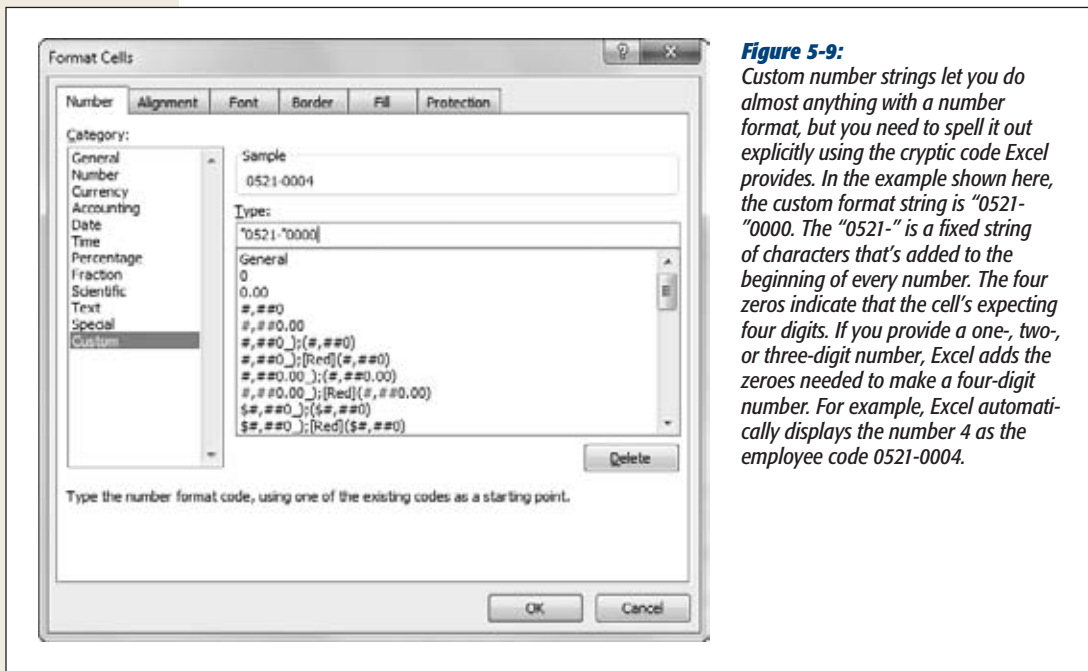 Format Cells
Number Alignment Font Border Fill Protection
Category:
General
Number
Currency
Accounting
Date
Time
Percentage
Fraction
Scientific
Text
Special
Custom
Sample
0521-0004
Type:
"0521-"0000
General
0
0.00
#,##0
#,##0.00
#,##0_);(#,##0)
#,##0_);[Red](#,##0)
#,##0.00_);(#,##0.00)
#,##0.00_);[Red](#,##0.00)
$#,##0_);($#,##0)
$#,##0_);[Red]($#,##0)
Delete
Type the number format code, using one of the existing codes as a starting point.
OK Cancel
Figure 5-9:
Custom number strings let you do
almost anything with a number
format, but you need to spell it out
explicitly using the cryptic code Excel
provides. In the example shown here,
the custom format string is “0521-
”0000. The “0521-” is a fixed string
of characters that’s added to the
beginning of every number. The four
zeros indicate that the cell’s expecting
four digits. If you provide a one-, two-,
or three-digit number, Excel adds the
zeroes needed to make a four-digit
number. For example, Excel automati-
cally displays the number 4 as the
employee code 0521-0004.